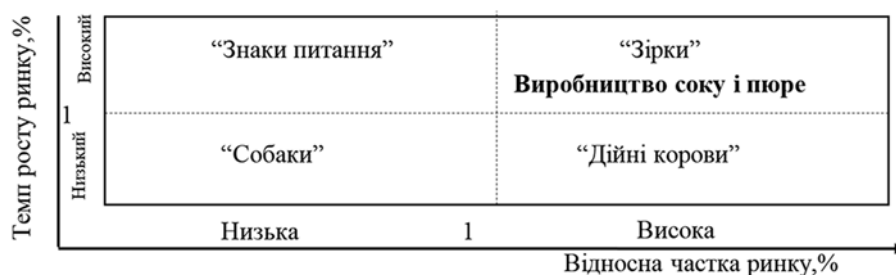 Темп росту ринку,%
Високий
“Знаки питання”
“Зірки”
Виробництво соку і пюре
1
Низький
“Собаки”
“Дійні корови”
Низька
1
Висока
Відносна частка ринку,%